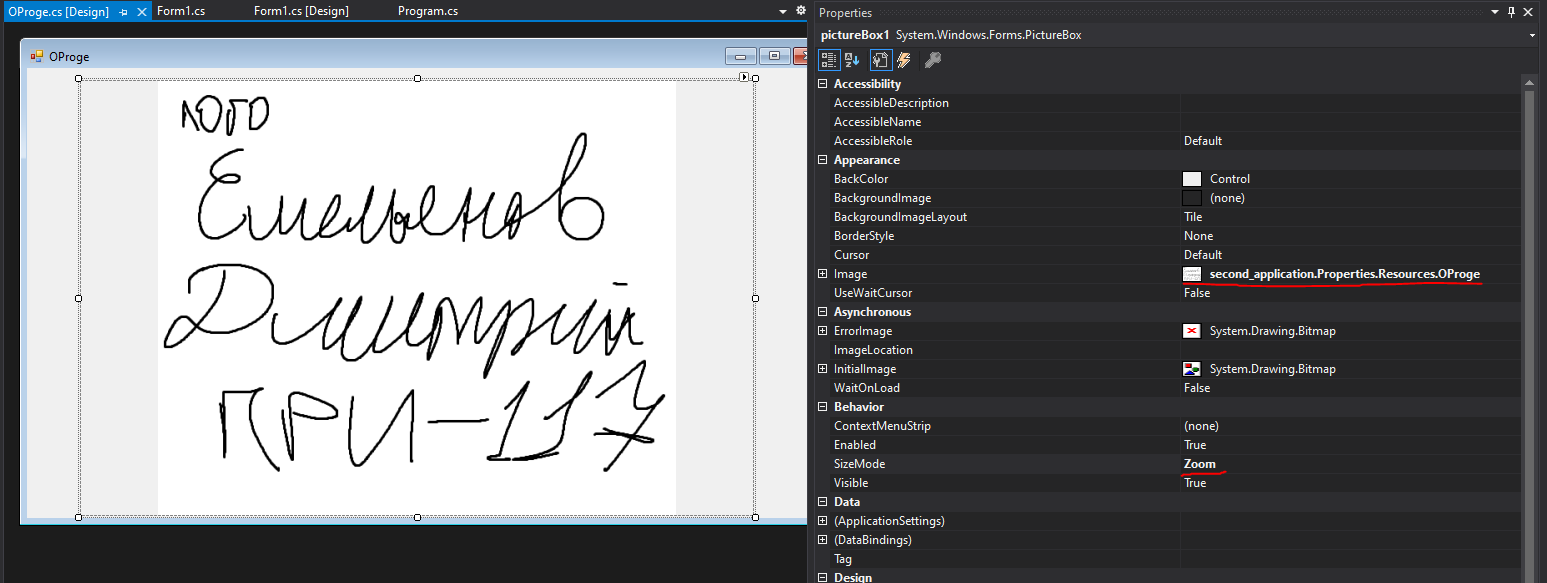 OProge.cs [Design]
Form1.cs
Form1.cs [Design]
Program.cs
OProge
лого
Емельянов
Дмитрий
ПРИ-117
Properties
pictureBox1 System.Windows.Forms.PictureBox
Accessibility
AccessibleDescription
AccessibleName
AccessibleRole Default
Appearance
BackColor Control
BackgroundImage (none)
BackgroundImageLayout Tile
BorderStyle None
Cursor Default
Image second_application.Properties.Resources.OProge
UseWaitCursor False
Asynchronous
ErrorImage System.Drawing.Bitmap
ImageLocation
InitialImage System.Drawing.Bitmap
WaitOnLoad False
Behavior
ContextMenuStrip (none)
Enabled True
SizeMode Zoom
Visible True
Data
(ApplicationSettings)
(DataBindings)
Tag
Design